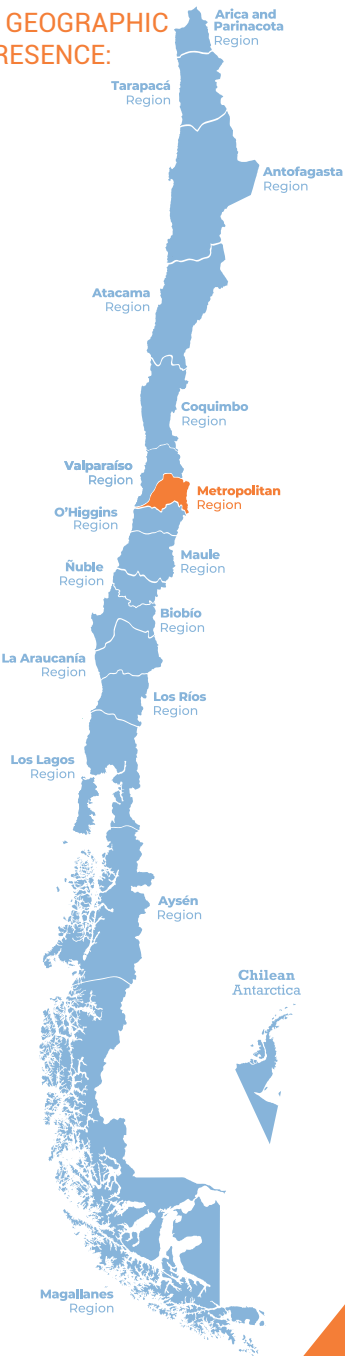 GEOGRAPHIC
RESENCE:
Arica and
Parinacota
Region
Tarapacá
Region
Antofagasta
Region
Atacama
Region
Coquimbo
Region
Valparaíso
Region
Metropolitan
Region
O'Higgins
Region
Maule
Region
Ñuble
Region
Biobío
Region
La Araucanía
Region
Los Ríos
Region
Los Lagos
Region
Aysén
Region
Chilean
Antarctica
Magallanes
Region